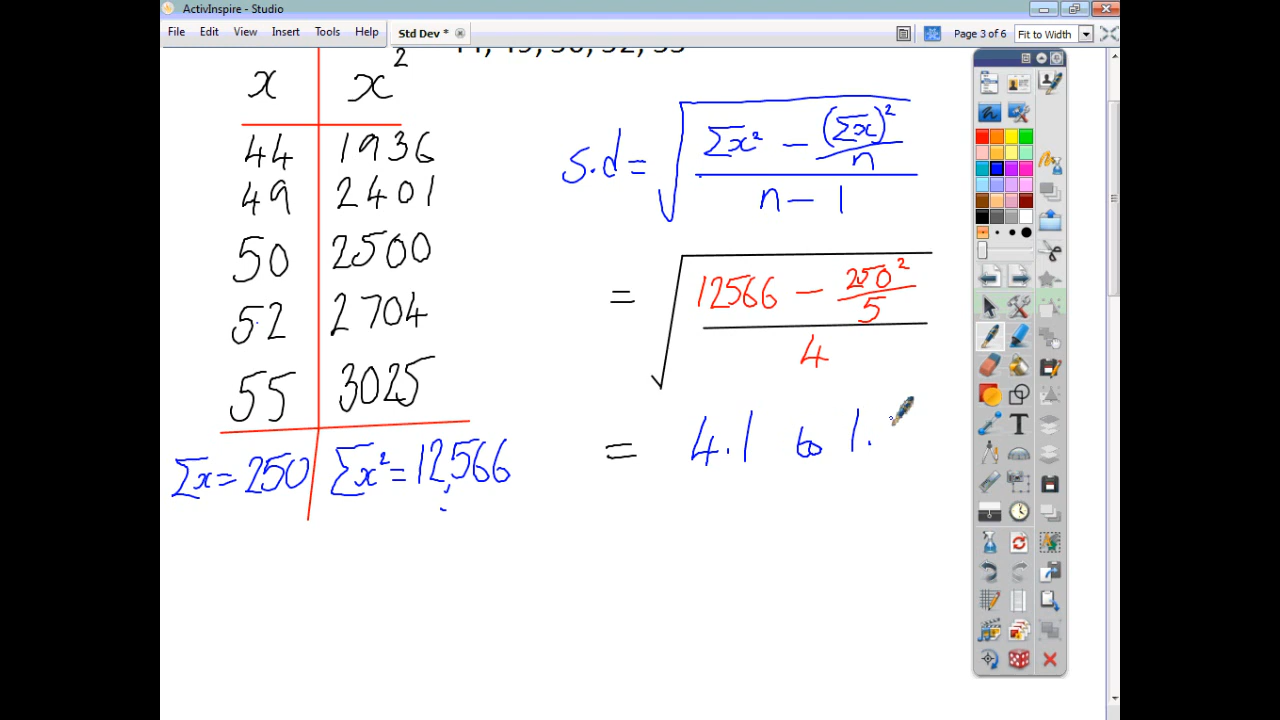 ActivInspire - Studio
File Edit View Insert Tools Help
Std Dev *
Page 3 of 6
Fit to Width
x x²
44 1936
49 2401
50 2500
52 2704
55 3025
Σx = 250 Σx² = 12,566
s.d = √((Σx² − (Σx)²/n)/(n − 1))
= √((12566 − 250²/5)/4)
= 4.1 to 1.